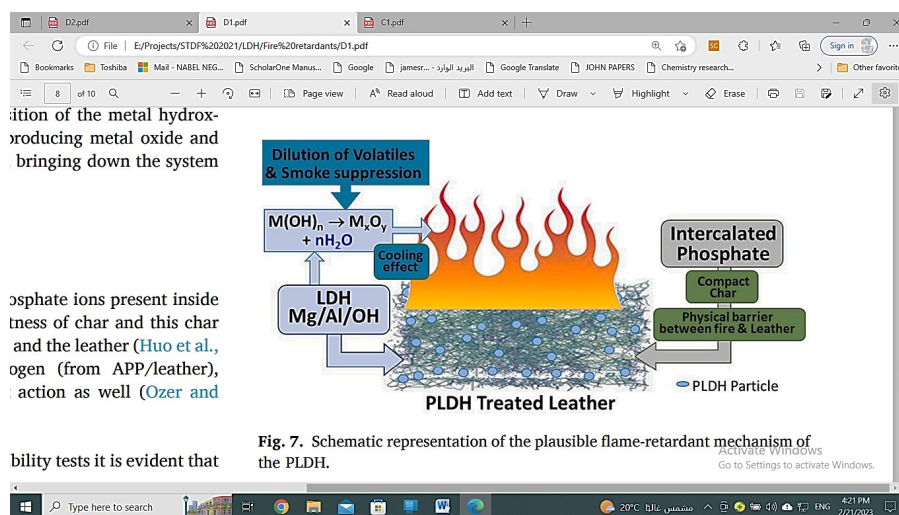 D2.pdf
D1.pdf
C1.pdf
File
E:/Projects/STDF%202021/LDH/Fire%20retardants/D1.pdf
SC
Sign in
Bookmarks
Toshiba
Mail - NABEL NEG...
ScholarOne Manus...
Google
البريد الوارد - jamesr...
Google Translate
JOHN PAPERS
Chemistry research...
Other favorit
8 of 10
Page view
Read aloud
Add text
Draw
Highlight
Erase
sition of the metal hydrox-
producing metal oxide and
bringing down the system
osphate ions present inside
tness of char and this char
and the leather (Huo et al.,
ogen (from APP/leather),
action as well (Ozer and
bility tests it is evident that
Dilution of Volatiles
& Smoke suppression
M(OH)n → MxOy
+ nH2O
Cooling
effect
LDH
Mg/Al/OH
Intercalated
Phosphate
Compact
Char
Physical barrier
between fire & Leather
PLDH Particle
PLDH Treated Leather
Fig. 7. Schematic representation of the plausible flame-retardant mechanism of
the PLDH.
Activate Windows
Go to Settings to activate Windows.
Type here to search
20°C مشمس غالبًا
ENG
4:21 PM
2/21/2023